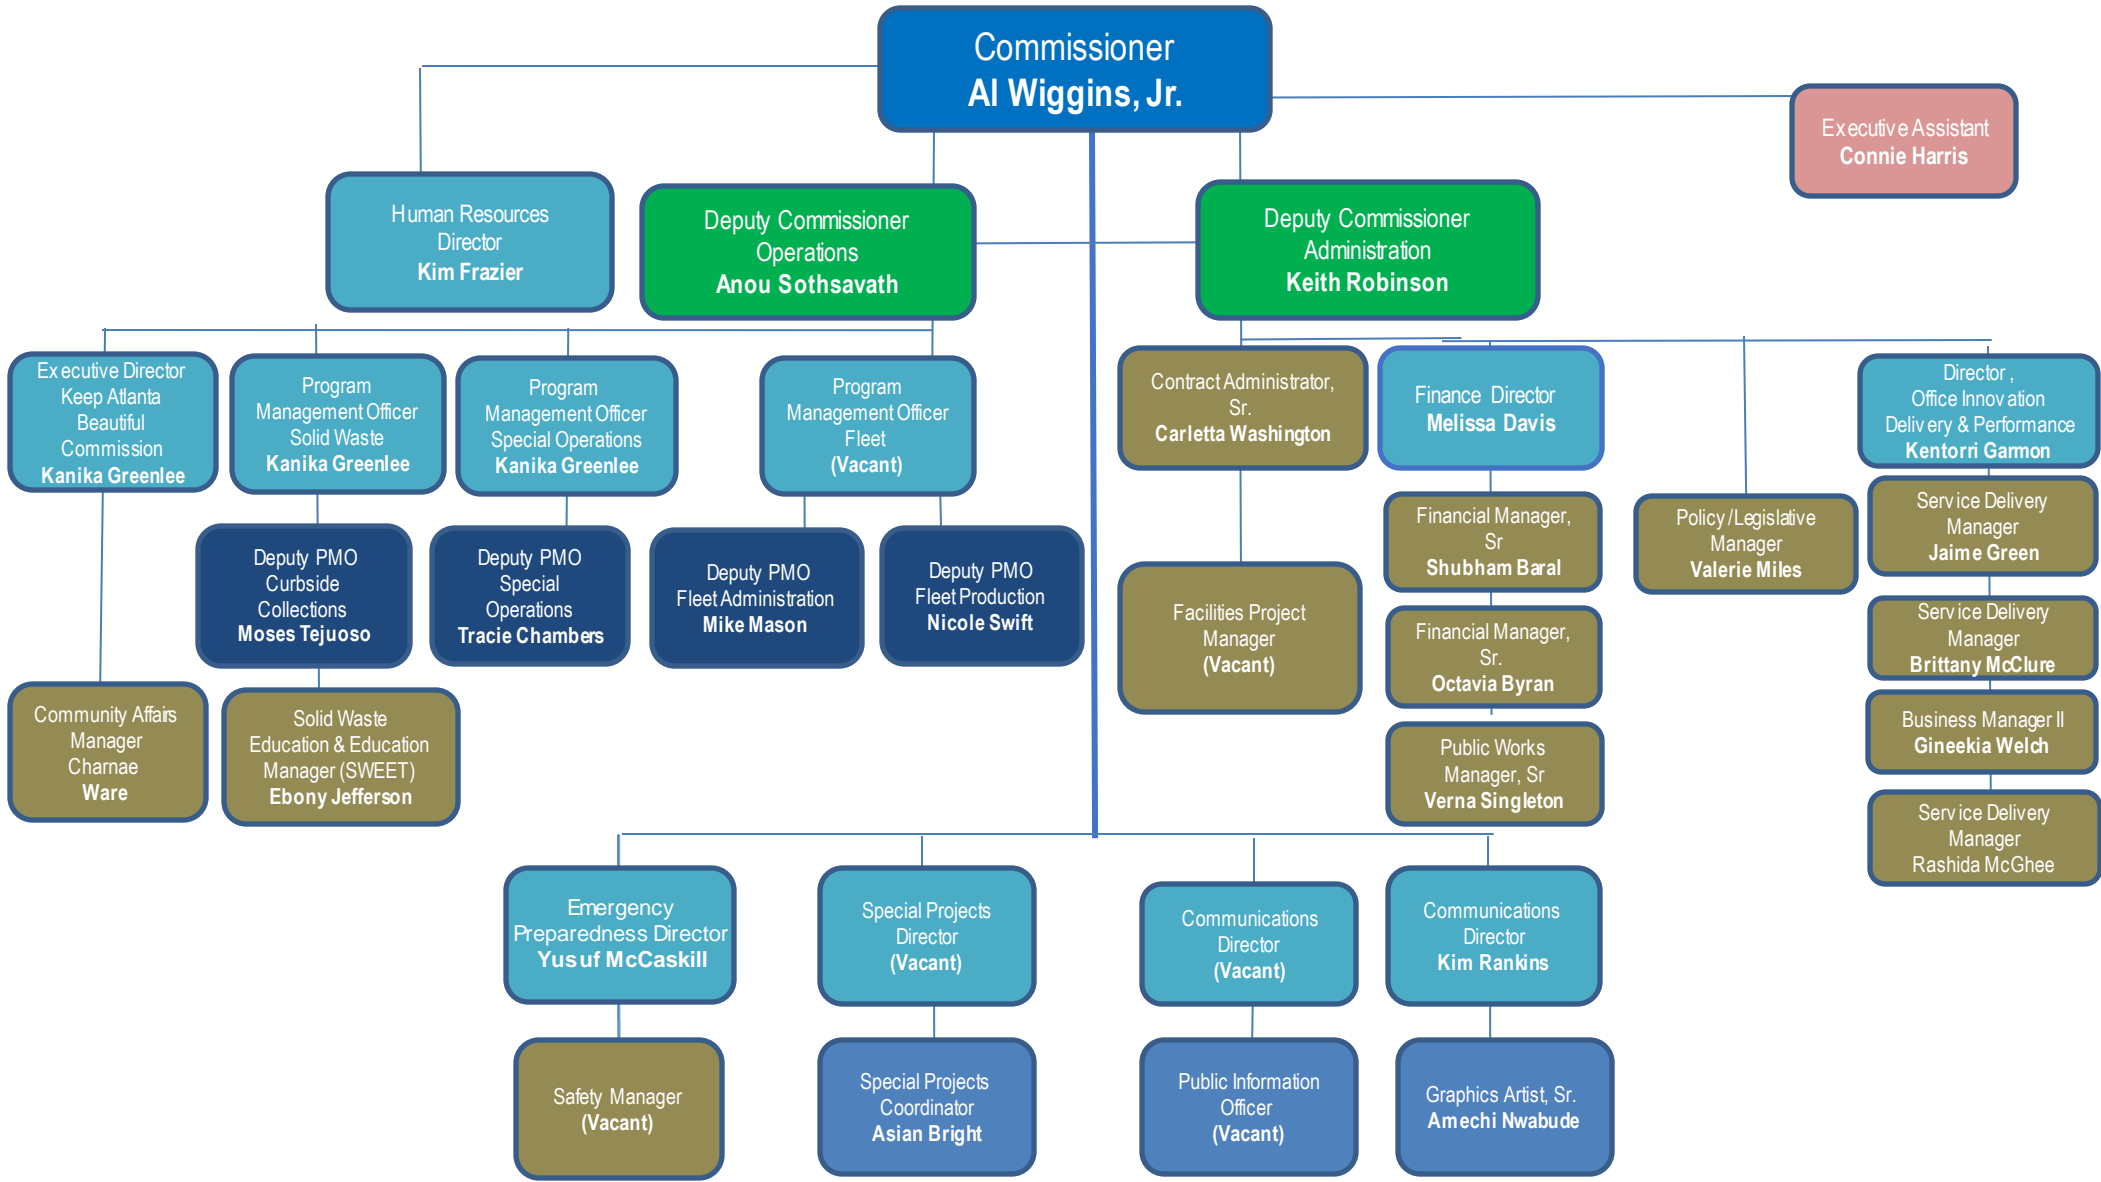 Commissioner
Al Wiggins, Jr.
Executive Assistant
Connie Harris
Human Resources
Director
Kim Frazier
Deputy Commissioner
Operations
Anou Sothsavath
Deputy Commissioner
Administration
Keith Robinson
Executive Director
Keep Atlanta
Beautiful
Commission
Kanika Greenlee
Program
Management Officer
Solid Waste
Kanika Greenlee
Program
Management Officer
Special Operations
Kanika Greenlee
Program
Management Officer
Fleet
(Vacant)
Contract Administrator,
Sr.
Carletta Washington
Finance Director
Melissa Davis
Director ,
Office Innovation
Delivery & Performance
Kentorri Garmon
Deputy PMO
Curbside
Collections
Moses Tejuoso
Deputy PMO
Special
Operations
Tracie Chambers
Deputy PMO
Fleet Administration
Mike Mason
Deputy PMO
Fleet Production
Nicole Swift
Facilities Project
Manager
(Vacant)
Financial Manager,
Sr
Shubham Baral
Policy/Legislative
Manager
Valerie Miles
Service Delivery
Manager
Jaime Green
Financial Manager,
Sr.
Octavia Byran
Service Delivery
Manager
Brittany McClure
Community Affairs
Manager
Charnae
Ware
Solid Waste
Education & Education
Manager (SWEET)
Ebony Jefferson
Public Works
Manager, Sr
Verna Singleton
Business Manager II
Gineekia Welch
Service Delivery
Manager
Rashida McGhee
Emergency
Preparedness Director
Yusuf McCaskill
Special Projects
Director
(Vacant)
Communications
Director
(Vacant)
Communications
Director
Kim Rankins
Safety Manager
(Vacant)
Special Projects
Coordinator
Asian Bright
Public Information
Officer
(Vacant)
Graphics Artist, Sr.
Amechi Nwabude